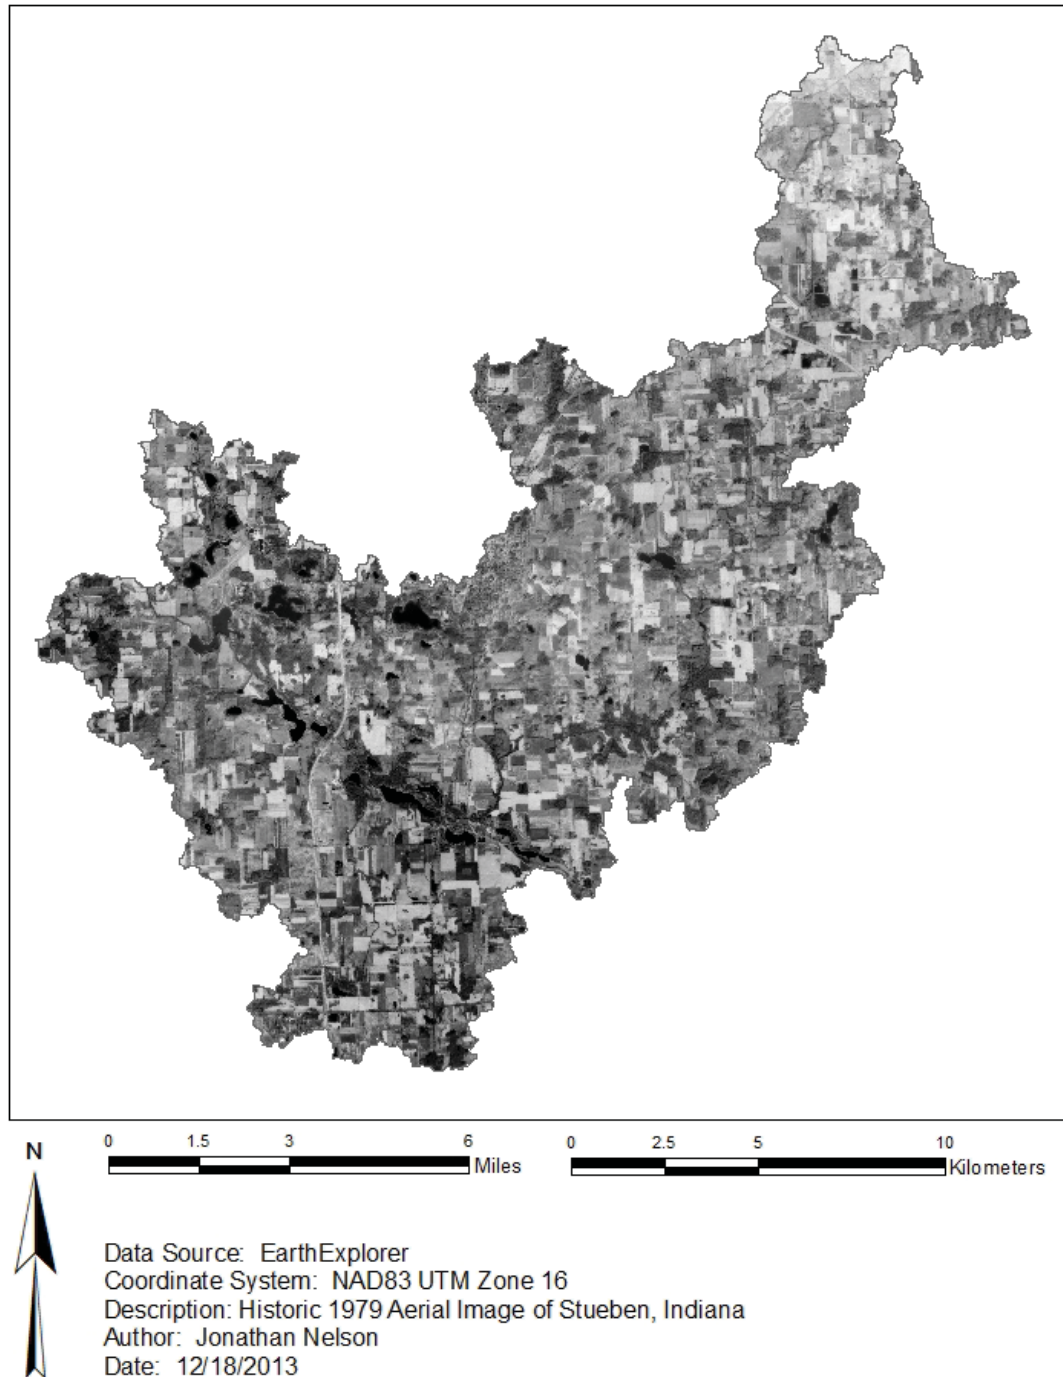 N
0 1.5 3 6 Miles
0 2.5 5 10 Kilometers
Data Source: EarthExplorer
Coordinate System: NAD83 UTM Zone 16
Description: Historic 1979 Aerial Image of Stueben, Indiana
Author: Jonathan Nelson
Date: 12/18/2013